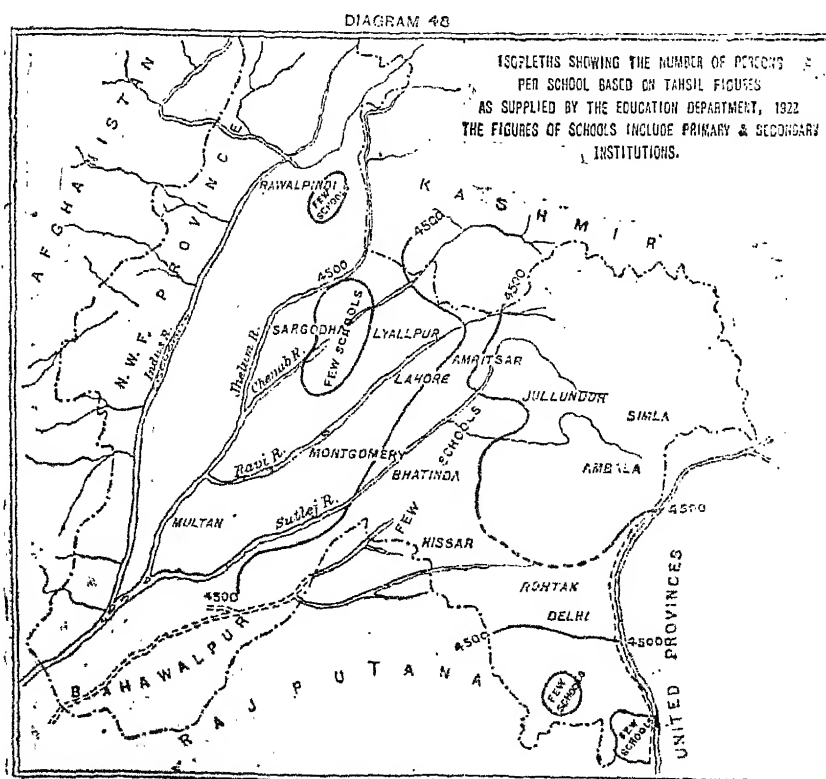 DIAGRAM 48
ISOPLETHS SHOWING THE NUMBER OF PERSONS
PER SCHOOL BASED ON TAHSIL FIGURES
AS SUPPLIED BY THE EDUCATION DEPARTMENT, 1922
THE FIGURES OF SCHOOLS INCLUDE PRIMARY & SECONDARY
INSTITUTIONS.
AFGHANISTAN
N.W.F. PROVINCE
KASHMIR
RAWALPINDI
FEW
SCHOOLS
4500
4500
4500
Indus R.
Jhelum R.
SARGODHA
Chenub R.
FEW SCHOOLS
LYALLPUR
AMRITSAR
LAHORE
JULLUNDUR
SIMLA
Ravi R.
MONTGOMERY
FEW SCHOOLS
BHATINDA
AMBALA
MULTAN
Sutlej R.
4500
HISSAR
ROHTAK
DELHI
4500
4500
4500
BAHAWALPUR
RAJPUTANA
UNITED PROVINCES
FEW
SCHOOLS
FEW
SCHOOLS